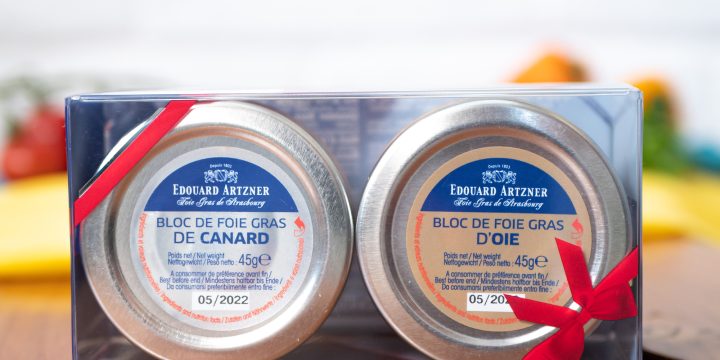 Depuis 1803
EDOUARD ARTZNER
Foie Gras de Strasbourg
BLOC DE FOIE GRAS
DE CANARD
Poids net / Net weight
Nettogewicht / Peso netto : 45g℮
A consommer de préférence avant fin /
Best before end / Mindestens haltbar bis Ende /
Da consumarsi preferibilmente entro fine :
05/2022
Depuis 1803
EDOUARD ARTZNER
Foie Gras de Strasbourg
BLOC DE FOIE GRAS
D'OIE
Poids net / Net weight
Nettogewicht / Peso netto : 45g℮
A consommer de préférence avant fin /
Best before end / Mindestens haltbar bis Ende /
Da consumarsi preferibilmente entro fine :
05/2022